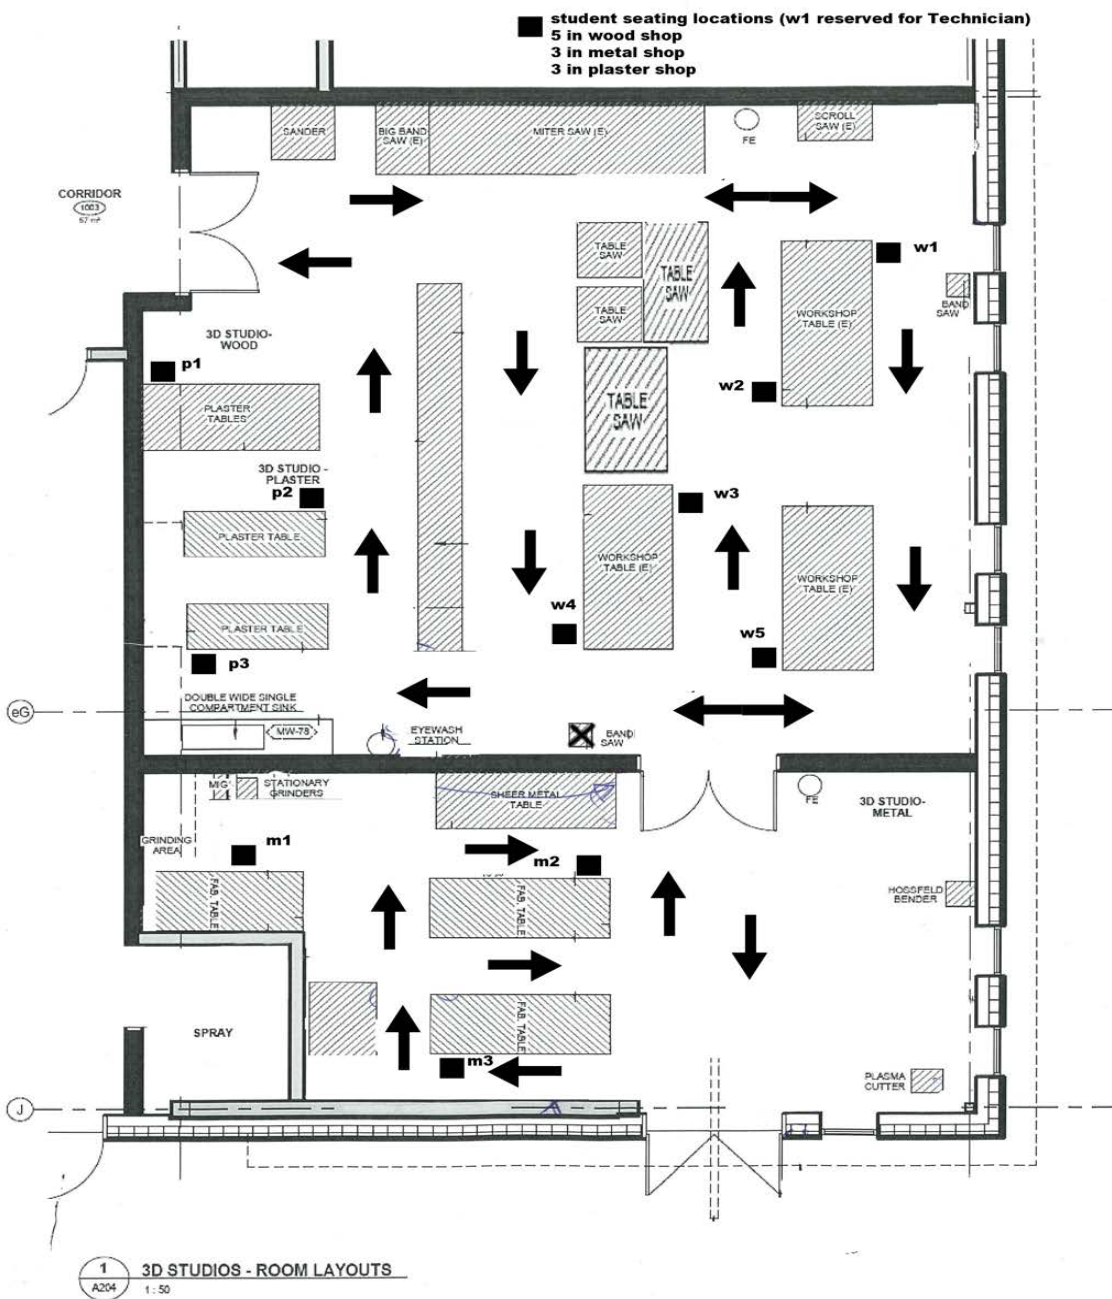 student seating locations (w1 reserved for Technician)
5 in wood shop
3 in metal shop
3 in plaster shop
SANDER
BIG BAND
SAW (E)
MITER SAW (E)
FE
SCROLL
SAW (E)
CORRIDOR
1003
67 m²
w1
TABLE
SAW
TABLE
SAW
TABLE
SAW
BAND
SAW
WORKSHOP
TABLE (E)
3D STUDIO-
WOOD
p1
w2
TABLE
SAW
PLASTER
TABLES
3D STUDIO -
PLASTER
p2
w3
PLASTER TABLE
WORKSHOP
TABLE (E)
WORKSHOP
TABLE (E)
w4
PLASTER TABLE
w5
p3
DOUBLE WIDE SINGLE
COMPARTMENT SINK
eG
MW-78
EYEWASH
STATION
BAND
SAW
MIG
STATIONARY
GRINDERS
SHEER METAL
TABLE
FE
3D STUDIO-
METAL
GRINDING
AREA
m1
m2
FAB. TABLE
FAB. TABLE
HOSSFELD
BENDER
FAB. TABLE
SPRAY
m3
PLASMA
CUTTER
J
1
A204
3D STUDIOS - ROOM LAYOUTS
1 : 50